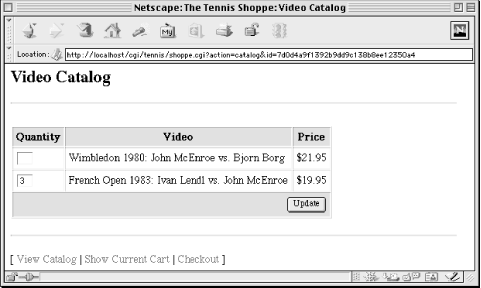 Netscape: The Tennis Shoppe: Video Catalog
My
N
Location: http://localhost/cgi/tennis/shoppe.cgi?action=catalog&id=7d0d4a9f1392b9dd9c138b8ee12350a4
Video Catalog
Quantity Video Price
Wimbledon 1980: John McEnroe vs. Bjorn Borg $21.95
3 French Open 1983: Ivan Lendl vs. John McEnroe $19.95
Update
[ View Catalog | Show Current Cart | Checkout ]